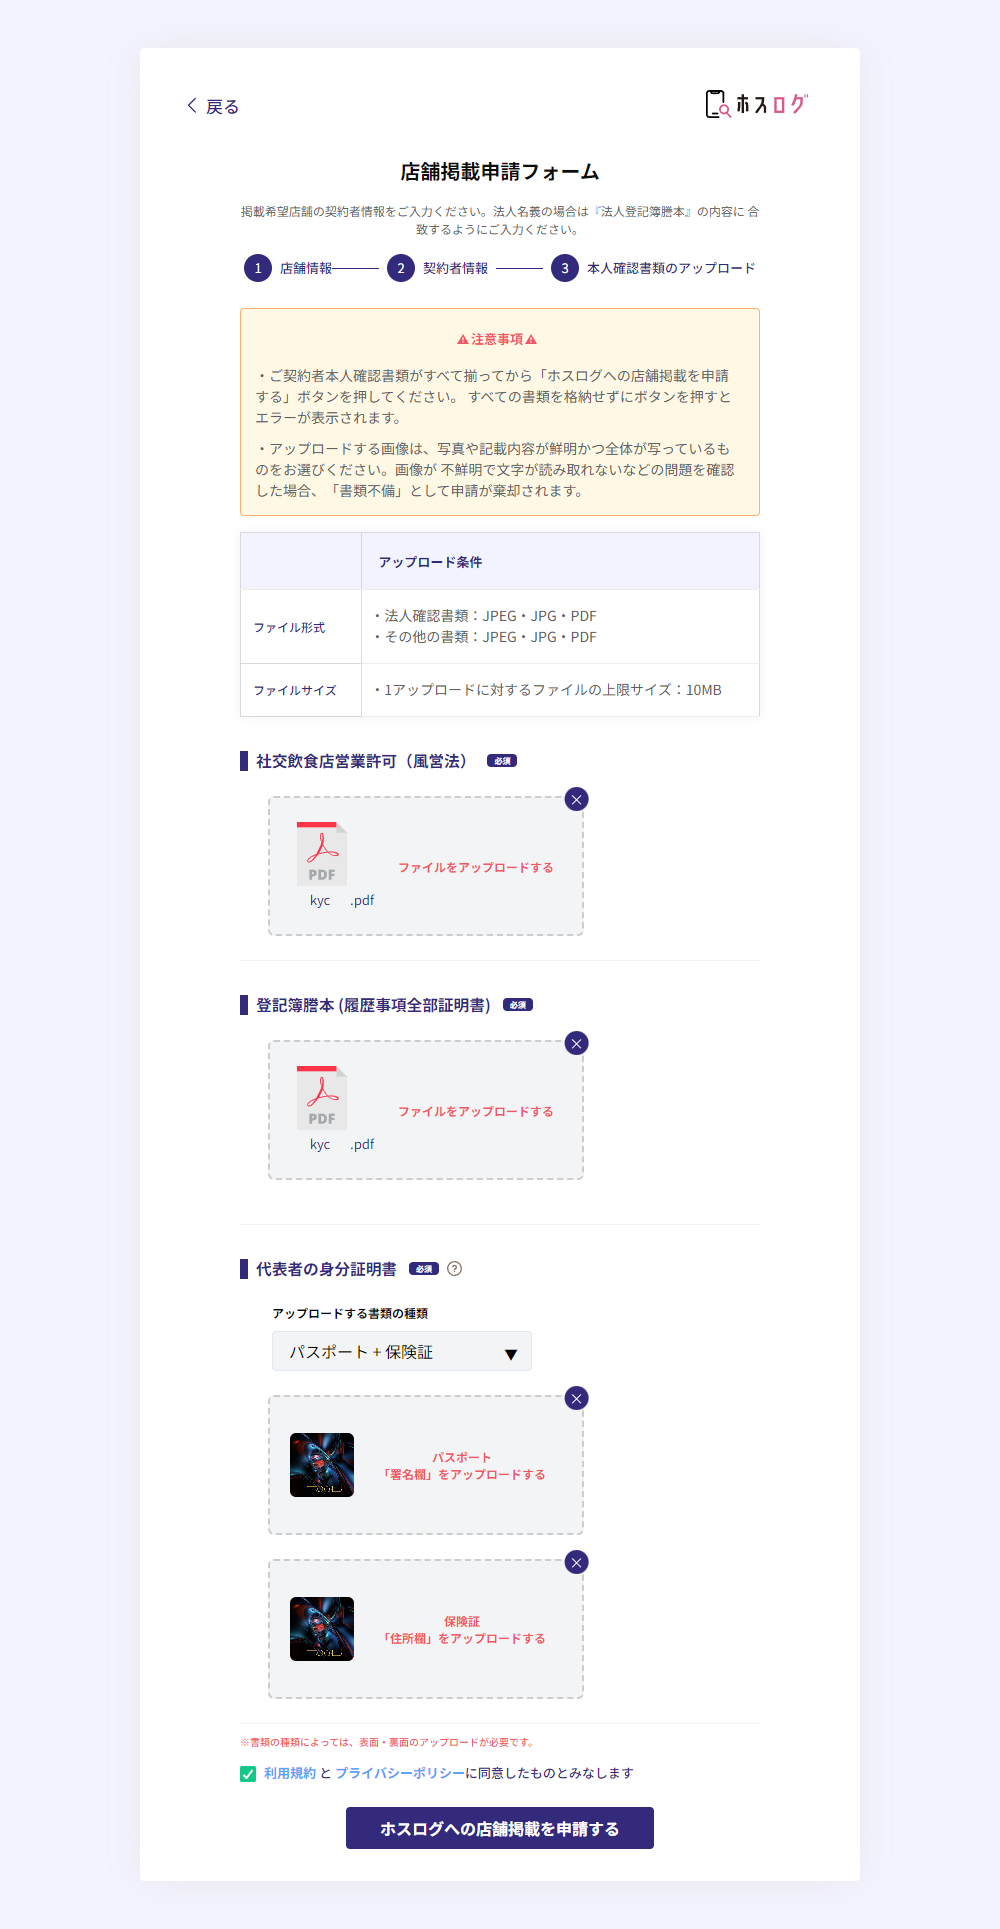 戻る
ホスログ
店舗掲載申請フォーム
掲載希望店舗の契約者情報をご入力ください。法人名義の場合は『法人登記簿謄本』の内容に 合
致するようにご入力ください。
1 店舗情報 2 契約者情報 3 本人確認書類のアップロード
注意事項
・ご契約者本人確認書類がすべて揃ってから「ホスログへの店舗掲載を申請
する」ボタンを押してください。 すべての書類を格納せずにボタンを押すと
エラーが表示されます。
・アップロードする画像は、写真や記載内容が鮮明かつ全体が写っているも
のをお選びください。画像が 不鮮明で文字が読み取れないなどの問題を確認
した場合、「書類不備」として申請が棄却されます。
アップロード条件
ファイル形式
・法人確認書類：JPEG・JPG・PDF
・その他の書類：JPEG・JPG・PDF
ファイルサイズ
・1アップロードに対するファイルの上限サイズ：10MB
社交飲食店営業許可（風営法） 必須
PDF
ファイルをアップロードする
kyc .pdf
登記簿謄本 (履歴事項全部証明書) 必須
PDF
ファイルをアップロードする
kyc .pdf
代表者の身分証明書 必須 ?
アップロードする書類の種類
パスポート + 保険証 ▼
パスポート
「署名欄」をアップロードする
保険証
「住所欄」をアップロードする
※書類の種類によっては、表面・裏面のアップロードが必要です。
利用規約 と プライバシーポリシーに同意したものとみなします
ホスログへの店舗掲載を申請する